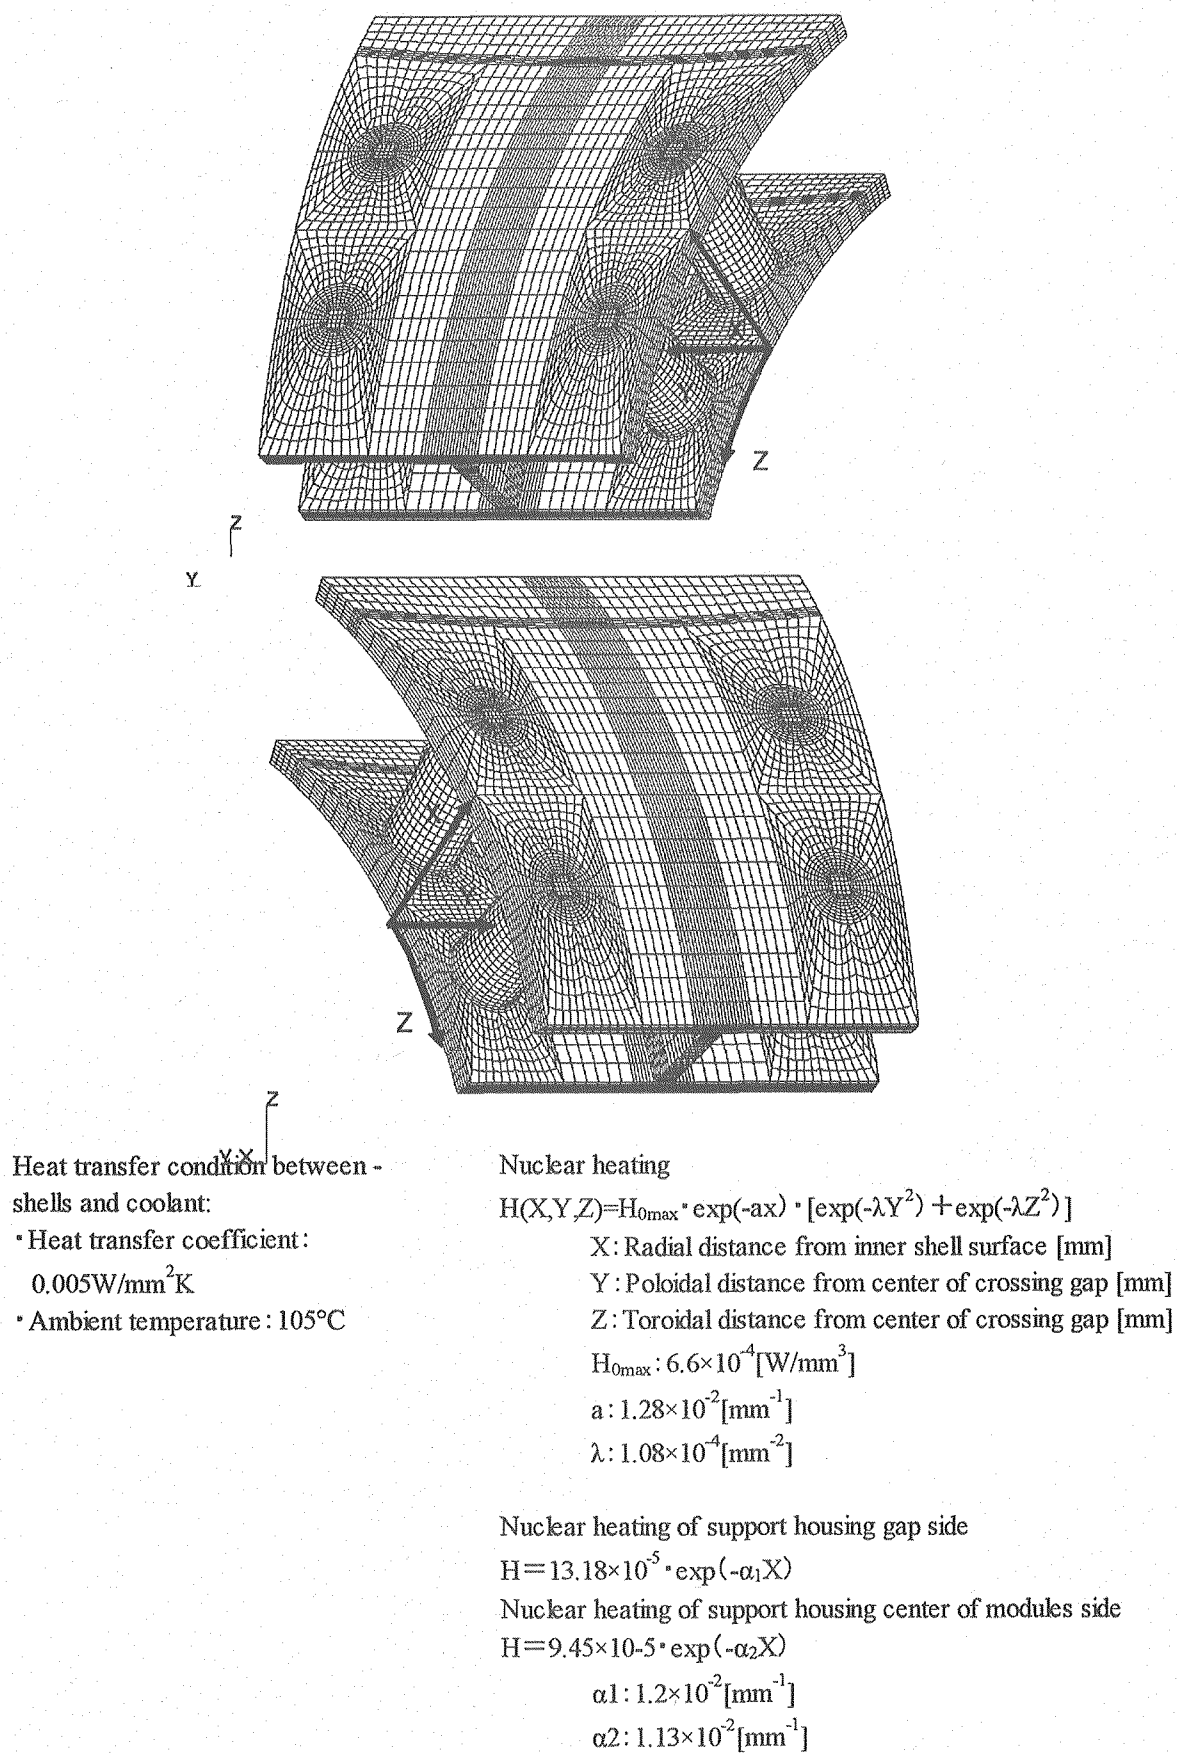 Z
Z
Y
Z
Z
Y X
Heat transfer condition between -
shells and coolant:
・Heat transfer coefficient:
0.005W/mm²K
・Ambient temperature: 105°C
Nuclear heating
H(X,Y,Z)=H₀max・exp(-ax)・[exp(-λY²)+exp(-λZ²)]
X: Radial distance from inner shell surface [mm]
Y: Poloidal distance from center of crossing gap [mm]
Z: Toroidal distance from center of crossing gap [mm]
H₀max: 6.6×10⁻⁴[W/mm³]
a: 1.28×10⁻²[mm⁻¹]
λ: 1.08×10⁻⁴[mm⁻²]
Nuclear heating of support housing gap side
H=13.18×10⁻⁵・exp(-α₁X)
Nuclear heating of support housing center of modules side
H=9.45×10-5・exp(-α₂X)
α1: 1.2×10⁻²[mm⁻¹]
α2: 1.13×10⁻²[mm⁻¹]